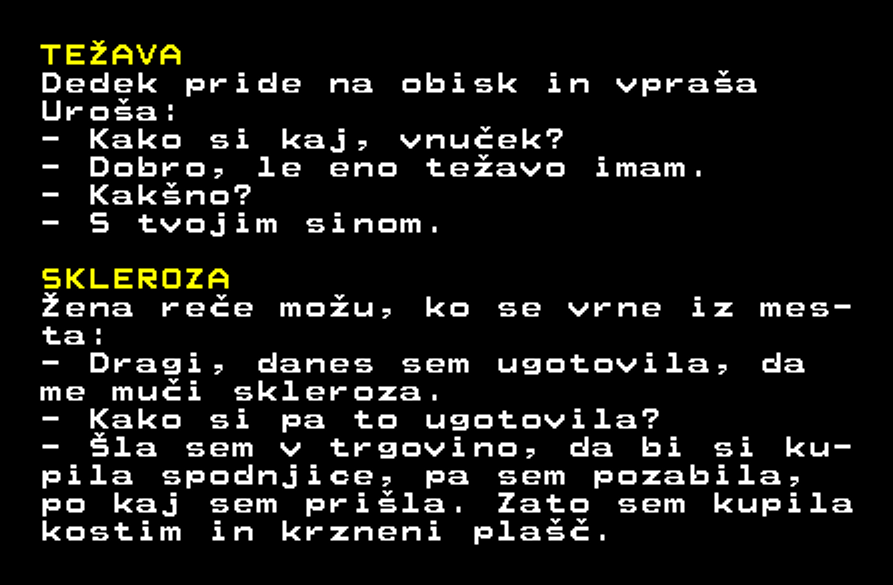 TEŽAVA
Dedek pride na obisk in vpraša
Uroša:
- Kako si kaj, vnuček?
- Dobro, le eno težavo imam.
- Kakšno?
- S tvojim sinom.
SKLEROZA
Žena reče možu, ko se vrne iz mes-
ta:
- Dragi, danes sem ugotovila, da
me muči skleroza.
- Kako si pa to ugotovila?
- Šla sem v trgovino, da bi si ku-
pila spodnjice, pa sem pozabila,
po kaj sem prišla. Zato sem kupila
kostim in krzneni plašč.